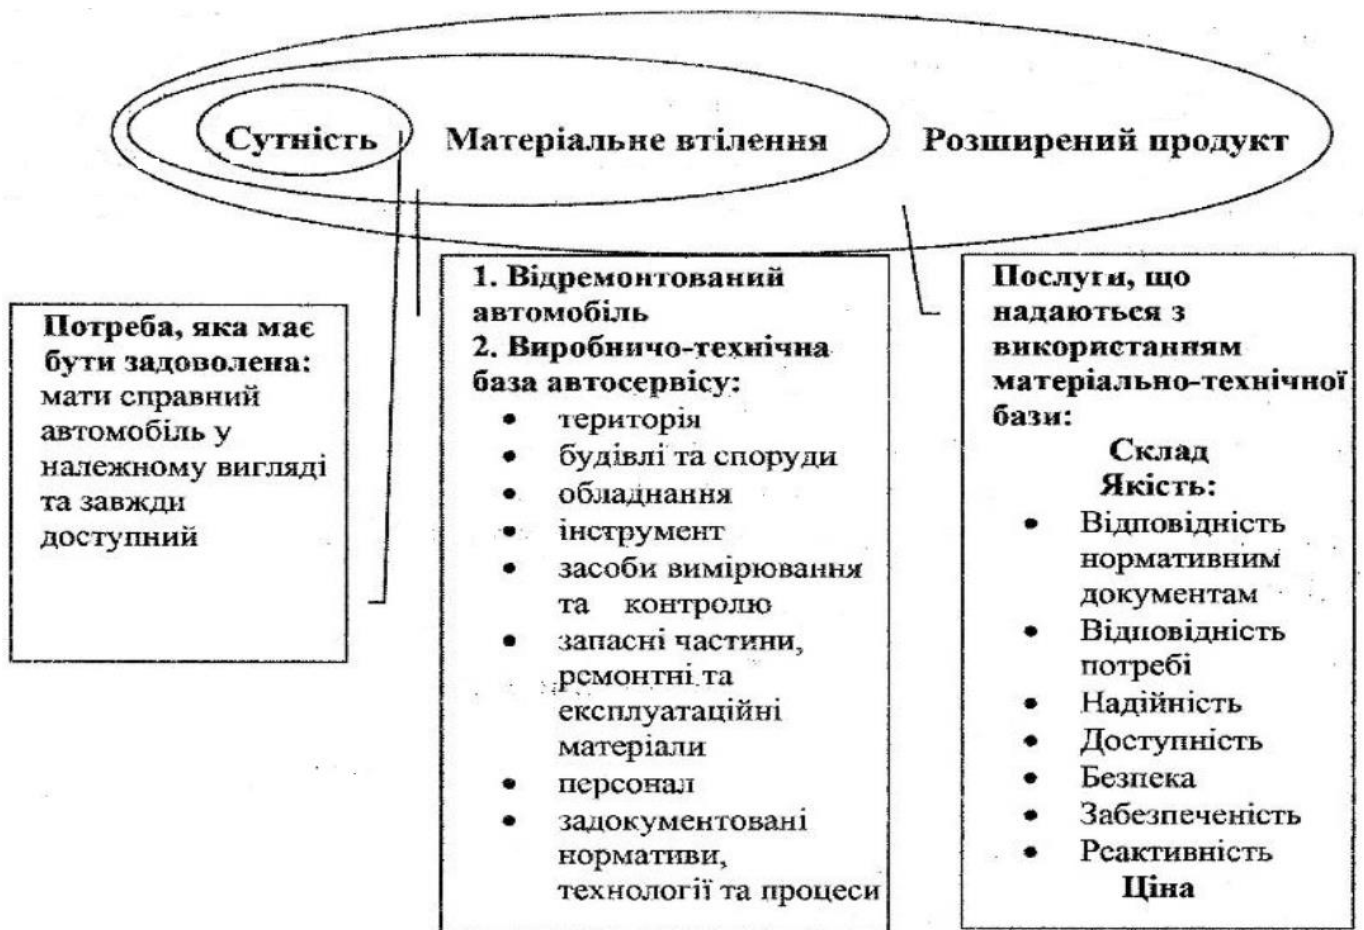 Сутність Матеріальне втілення Розширений продукт
Потреба, яка має
бути задоволена:
мати справний
автомобіль у
належному вигляді
та завжди
доступний
1. Відремонтований
автомобіль
2. Виробничо-технічна
база автосервісу:
• територія
• будівлі та споруди
• обладнання
• інструмент
• засоби вимірювання
та контролю
• запасні частини,
ремонтні та
експлуатаційні
матеріали
• персонал
• задокументовані
нормативи,
технології та процеси
Послуги, що
надаються з
використанням
матеріально-технічної
бази:
Склад
Якість:
• Відповідність
нормативним
документам
• Відповідність
потребі
• Надійність
• Доступність
• Безпека
• Забезпеченість
• Реактивність
Ціна